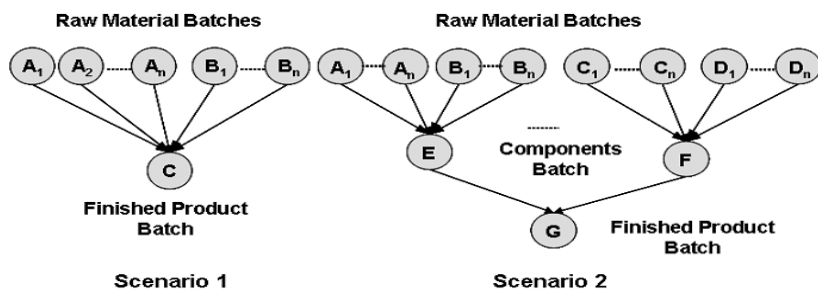 Raw Material Batches
A1 A2 An B1 Bn
C
Finished Product
Batch
Scenario 1
Raw Material Batches
A1 An B1 Bn C1 Cn D1 Dn
E
Components
Batch
F
G
Finished Product
Batch
Scenario 2